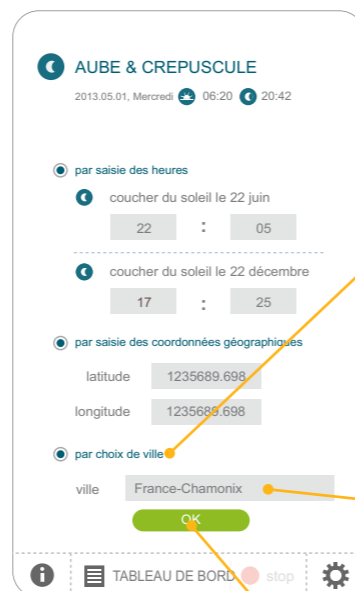 AUBE & CREPUSCULE
2013.05.01, Mercredi 06:20 20:42
par saisie des heures
coucher du soleil le 22 juin
22 : 05
coucher du soleil le 22 décembre
17 : 25
par saisie des coordonnées géographiques
latitude 1235689.698
longitude 1235689.698
par choix de ville
ville France-Chamonix
OK
TABLEAU DE BORD stop